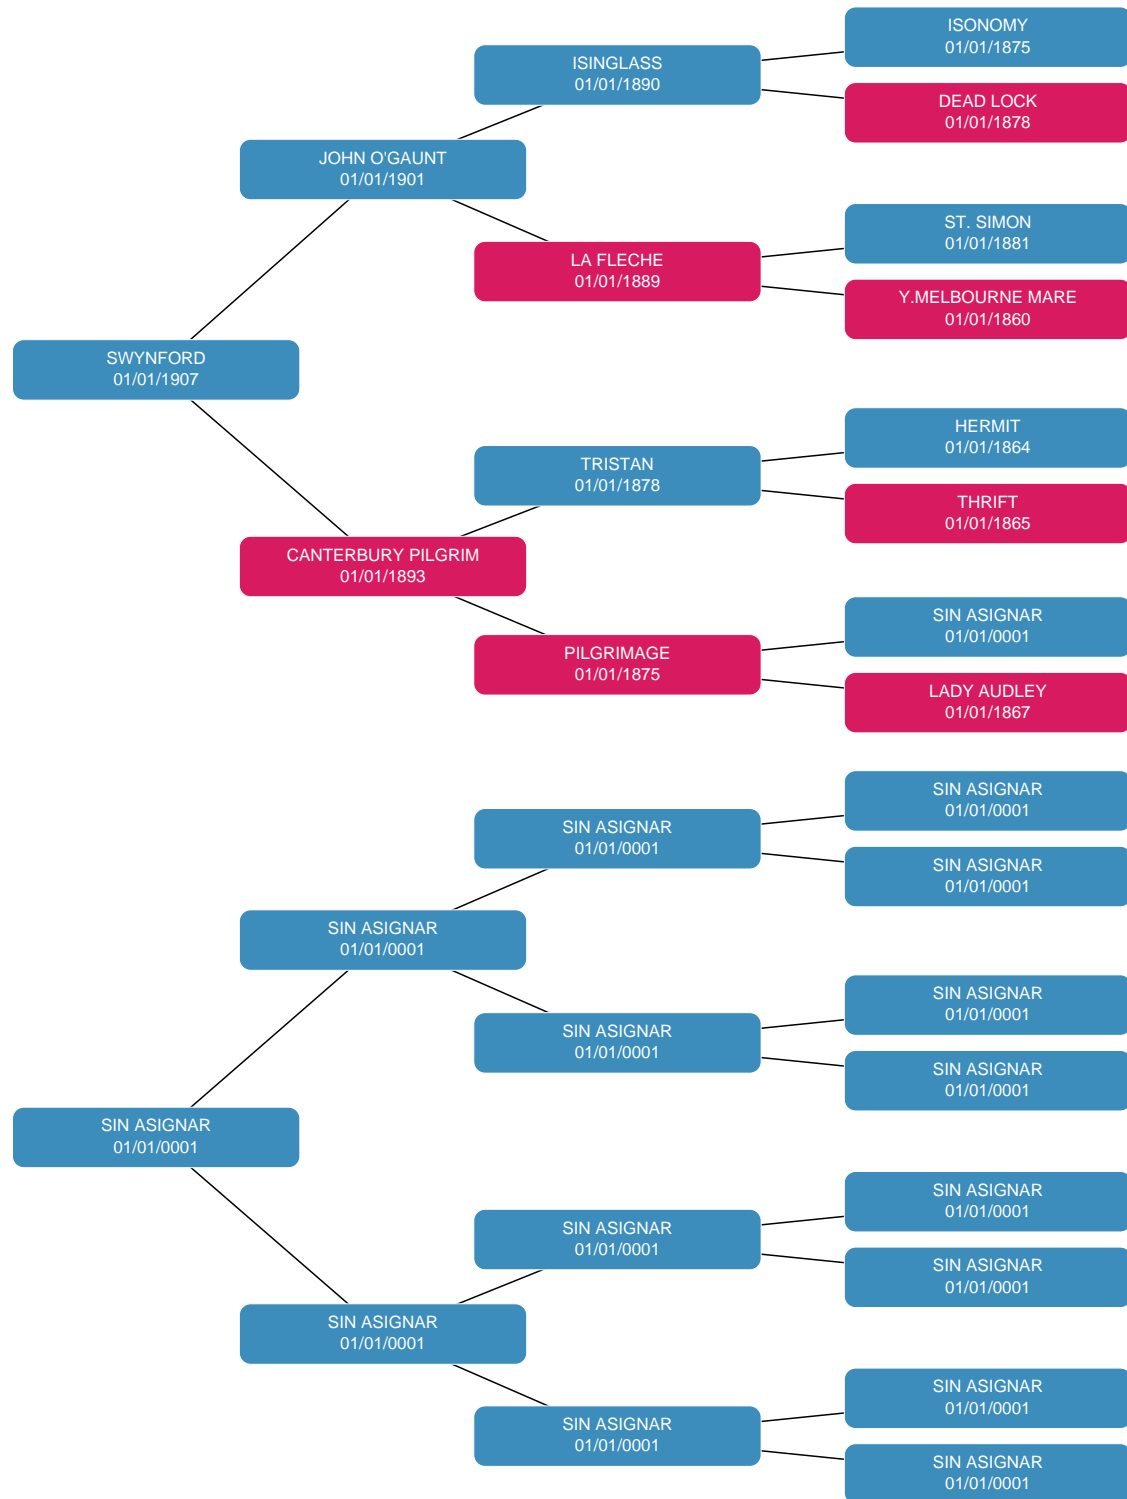 ISONOMY
01/01/1875
ISINGLASS
01/01/1890
DEAD LOCK
01/01/1878
JOHN O'GAUNT
01/01/1901
ST. SIMON
01/01/1881
LA FLECHE
01/01/1889
Y.MELBOURNE MARE
01/01/1860
SWYNFORD
01/01/1907
HERMIT
01/01/1864
TRISTAN
01/01/1878
THRIFT
01/01/1865
CANTERBURY PILGRIM
01/01/1893
SIN ASIGNAR
01/01/0001
PILGRIMAGE
01/01/1875
LADY AUDLEY
01/01/1867
SIN ASIGNAR
01/01/0001
SIN ASIGNAR
01/01/0001
SIN ASIGNAR
01/01/0001
SIN ASIGNAR
01/01/0001
SIN ASIGNAR
01/01/0001
SIN ASIGNAR
01/01/0001
SIN ASIGNAR
01/01/0001
SIN ASIGNAR
01/01/0001
SIN ASIGNAR
01/01/0001
SIN ASIGNAR
01/01/0001
SIN ASIGNAR
01/01/0001
SIN ASIGNAR
01/01/0001
SIN ASIGNAR
01/01/0001
SIN ASIGNAR
01/01/0001
SIN ASIGNAR
01/01/0001